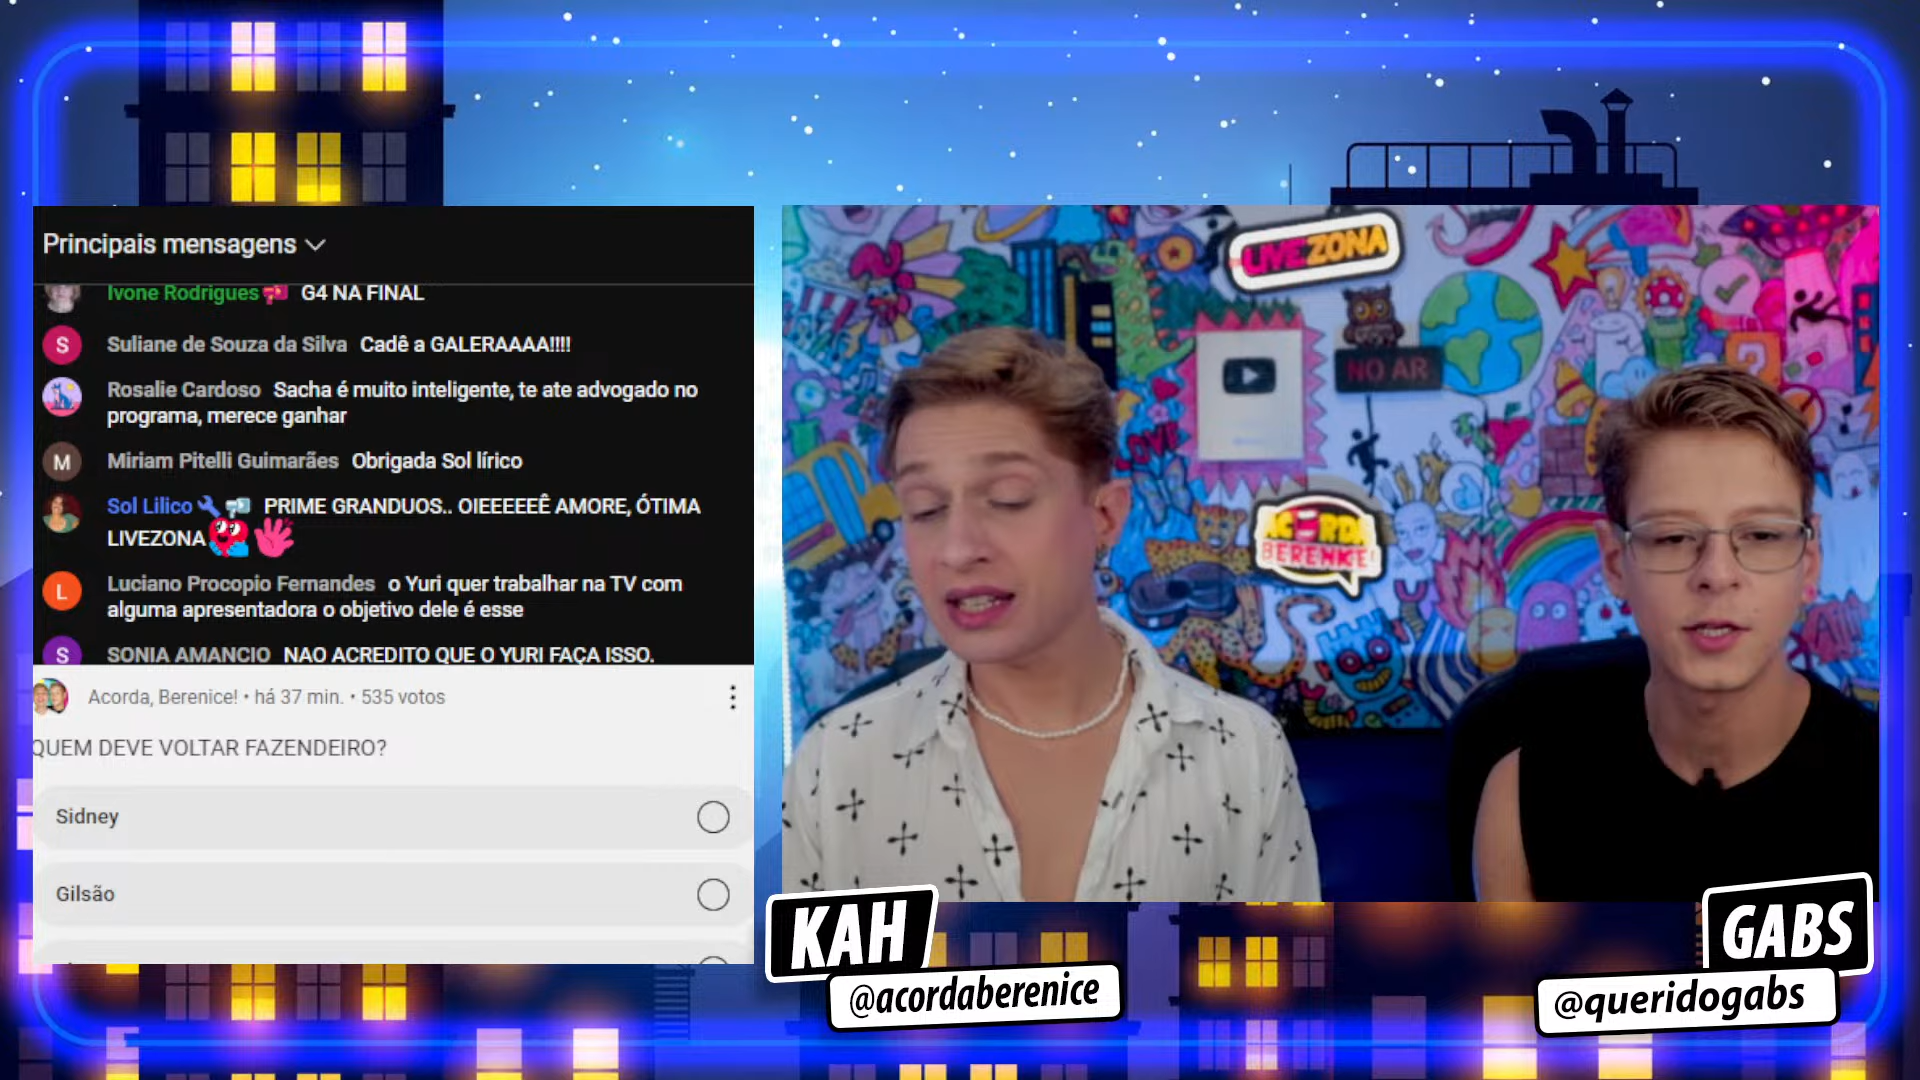 Principais mensagens
Ivone Rodrigues G4 NA FINAL
S
Suliane de Souza da Silva Cadê a GALERAAAA!!!!
Rosalie Cardoso Sacha é muito inteligente, te ate advogado no
programa, merece ganhar
M
Miriam Pitelli Guimarães Obrigada Sol lírico
Sol Lilico PRIME GRANDUOS.. OIEEEEEÊ AMORE, ÓTIMA
LIVEZONA
L
Luciano Procopio Fernandes o Yuri quer trabalhar na TV com
alguma apresentadora o objetivo dele é esse
S
SONIA AMANCIO NAO ACREDITO QUE O YURI FAÇA ISSO.
Acorda, Berenice! • há 37 min. • 535 votos
QUEM DEVE VOLTAR FAZENDEIRO?
Sidney
Gilsão
LIVEZONA
NO AR
LOVE
ACORDA
BERENICE!
KAH
@acordaberenice
GABS
@queridogabs